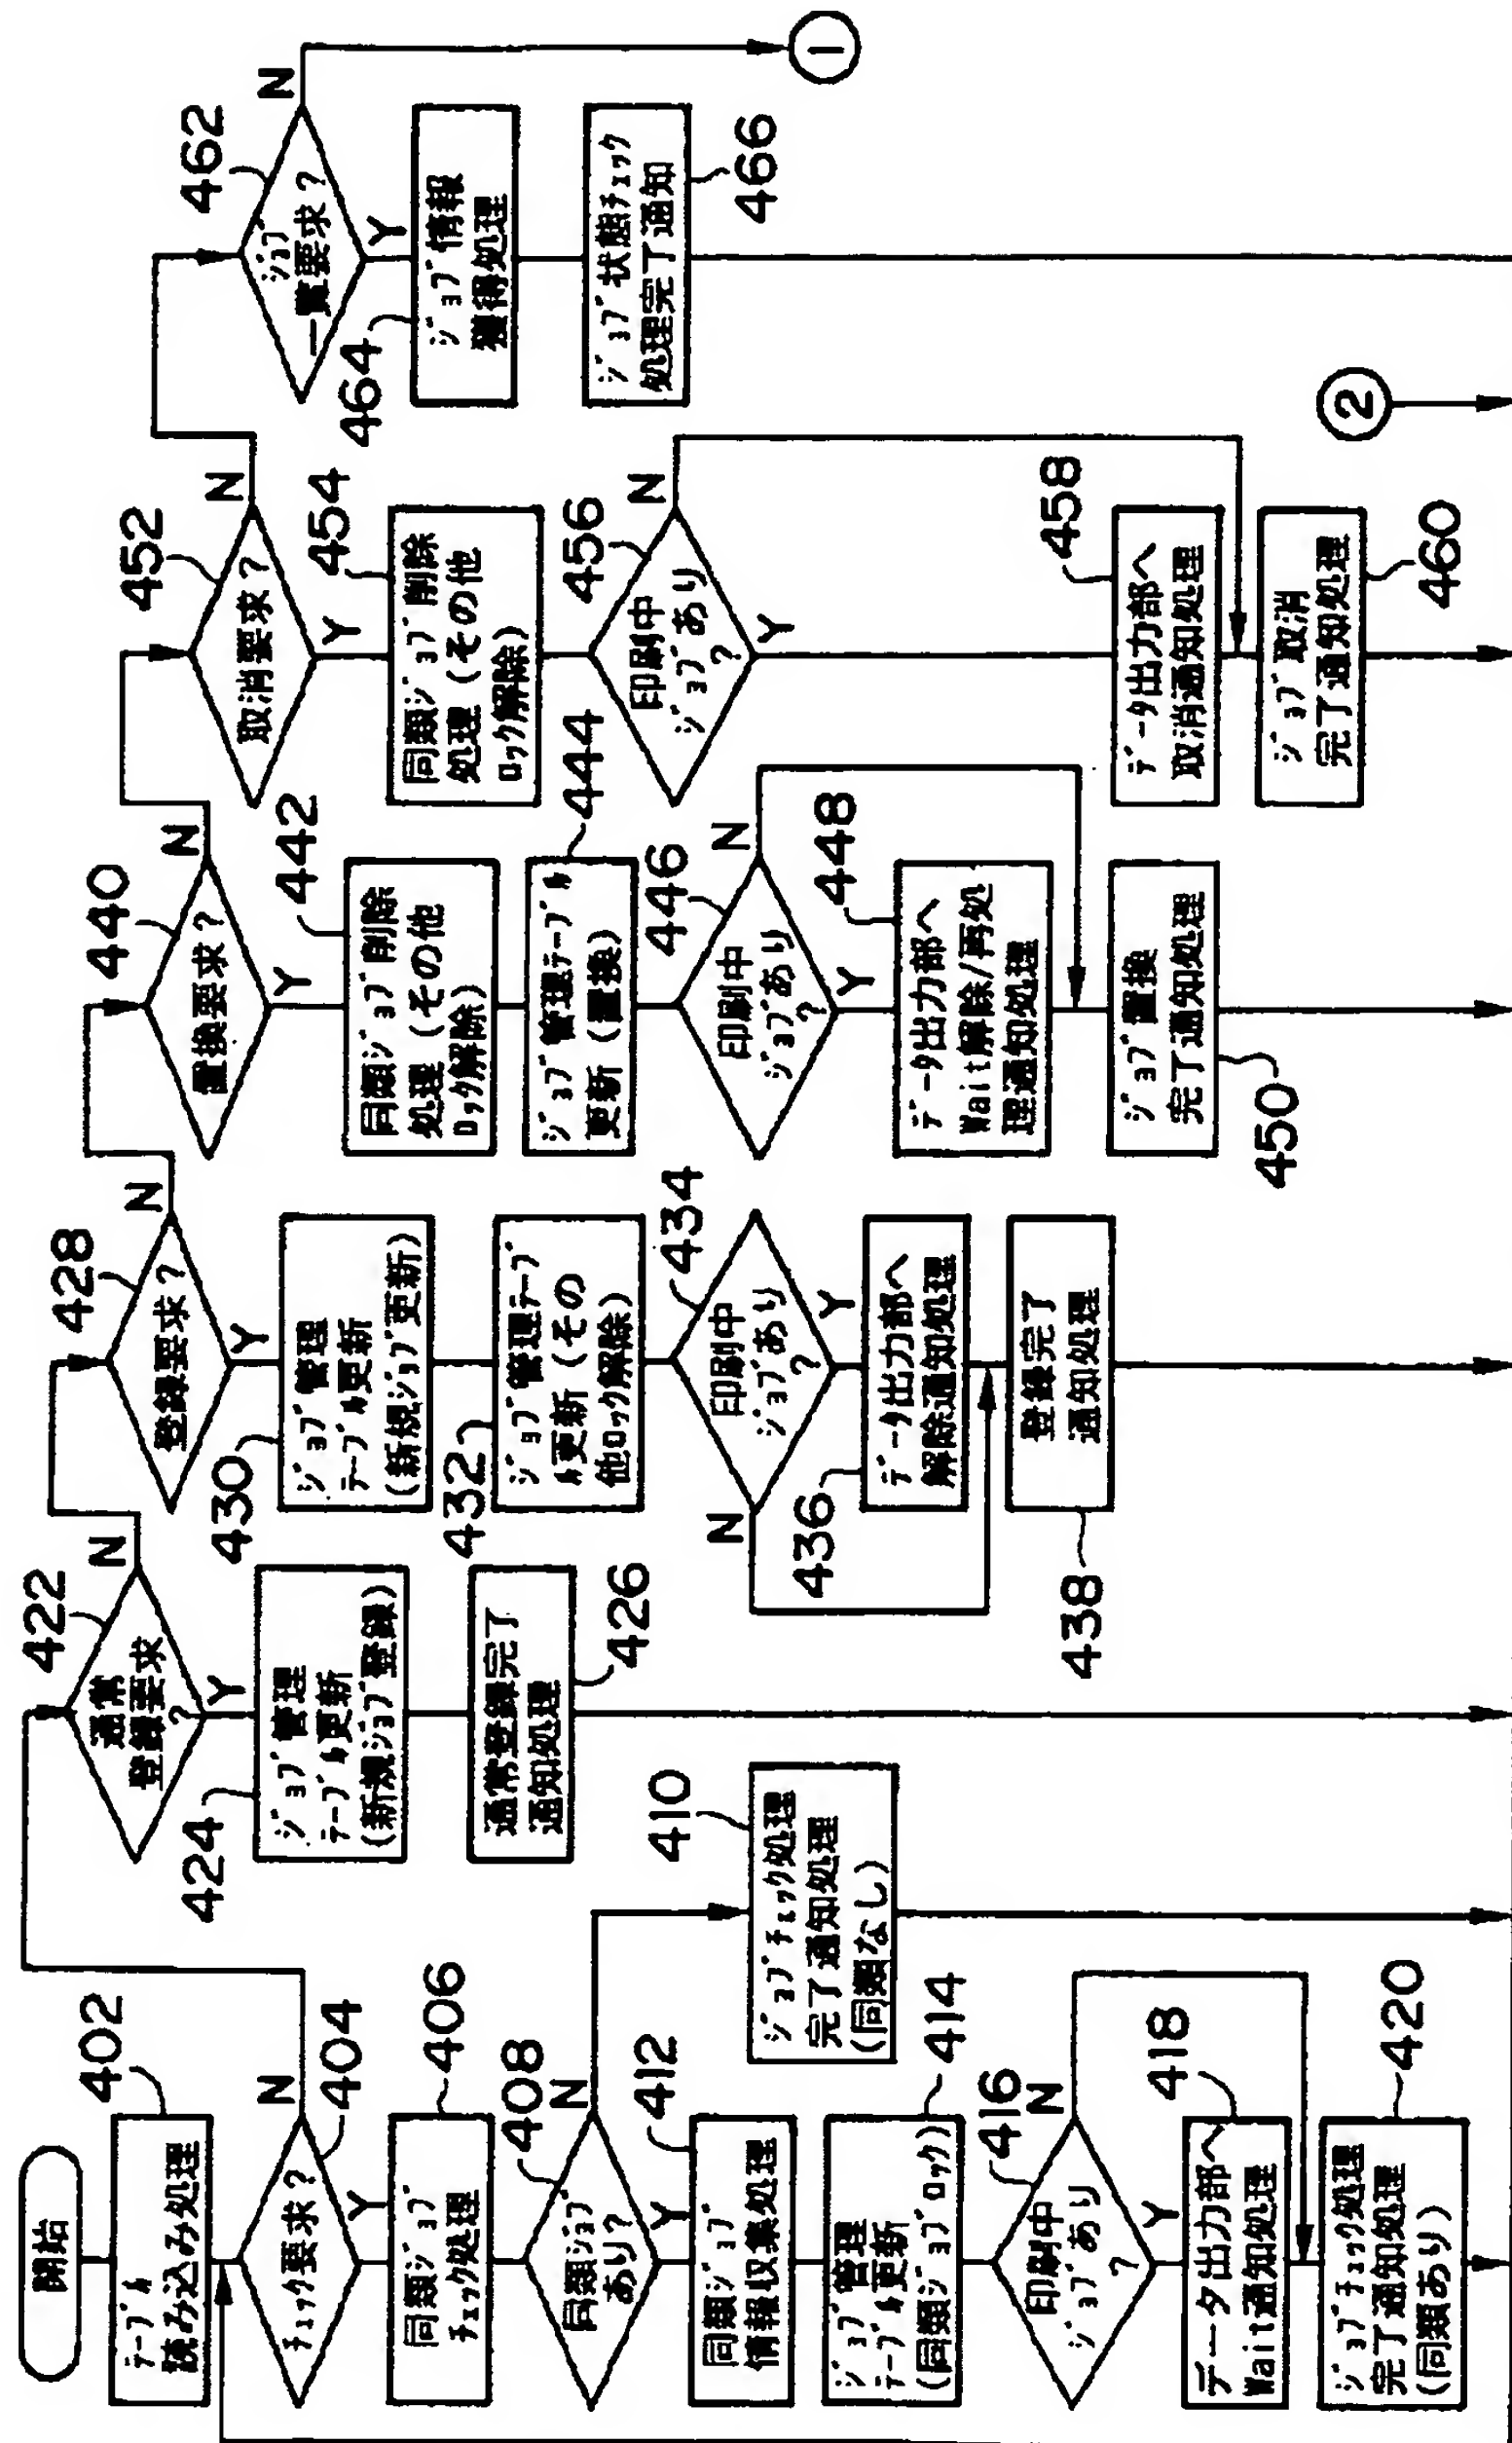 開始
テーブル
読み込み処理
402
チェック要求?
404
N
Y
同類ジョブ
チェック処理
406
同類ジョブ
あり?
408
N
Y
ジョブチェック処理
完了通知処理
(同類なし)
410
同類ジョブ
情報収集処理
412
ジョブ管理
テーブル更新
(同類ジョブロック)
414
印刷中
ジョブあり
?
416
N
Y
データ出力部へ
Wait通知処理
418
ジョブチェック処理
完了通知処理
(同類あり)
420
通常
登録要求
?
422
N
Y
ジョブ管理
テーブル更新
(新規ジョブ登録)
424
通常登録完了
通知処理
426
登録要求?
428
N
Y
ジョブ管理
テーブル更新
(新規ジョブ更新)
430
ジョブ管理テーブ
ル更新(その
他ロック解除)
432
印刷中
ジョブあり
?
434
N
Y
データ出力部へ
解除通知処理
436
登録完了
通知処理
438
置換要求?
440
N
Y
同類ジョブ削除
処理(その他
ロック解除)
442
ジョブ管理テーブル
更新(置換)
444
印刷中
ジョブあり
?
446
N
Y
データ出力部へ
Wait解除/再処
理通知処理
448
ジョブ置換
完了通知処理
450
取消要求?
452
N
Y
同類ジョブ削除
処理(その他
ロック解除)
454
印刷中
ジョブあり
?
456
N
Y
データ出力部へ
取消通知処理
458
ジョブ取消
完了通知処理
460
ジョブ
一覧要求?
462
N
Y
ジョブ情報
獲得処理
464
ジョブ状態チェック
処理完了通知
466
1
2